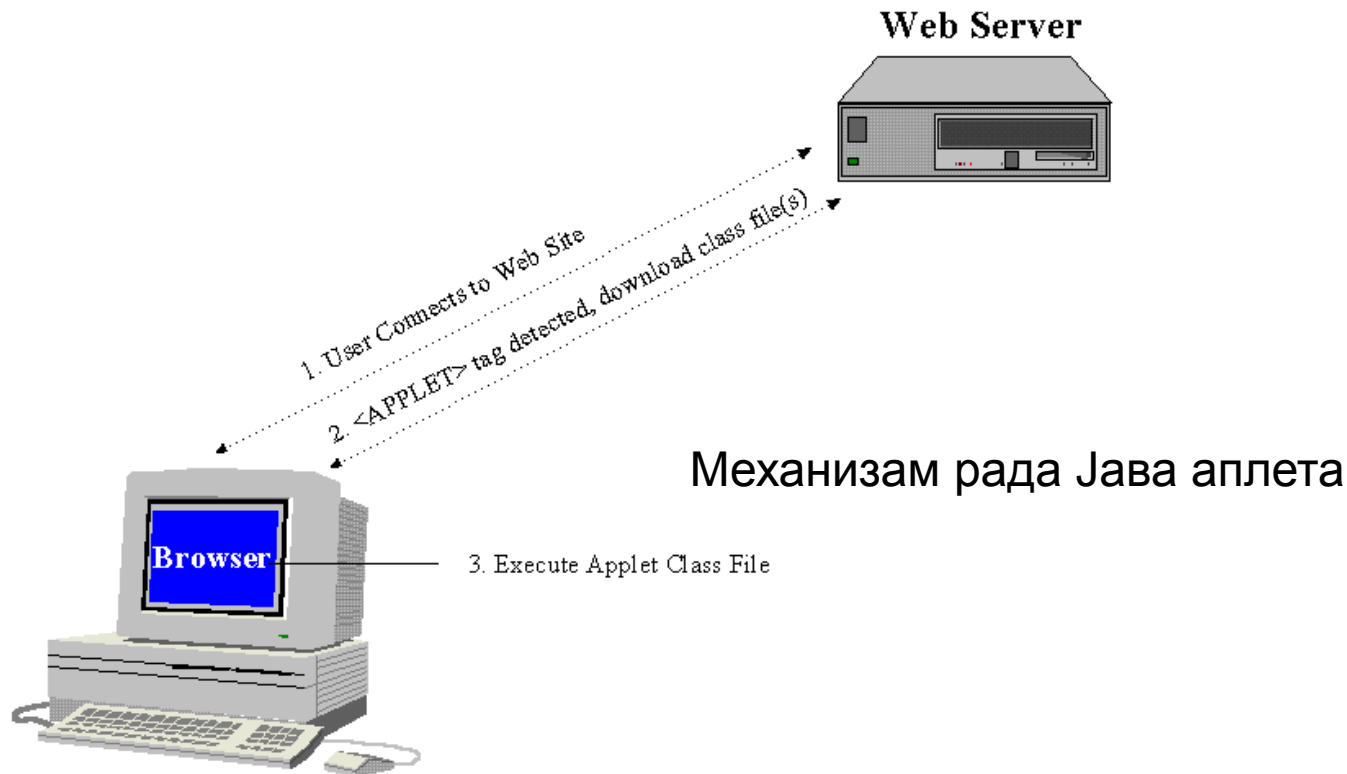 Web Server
1. User Connects to Web Site
2. <APPLET> tag detected, download class file(s)
Механизам рада Јава аплета
Browser
3. Execute Applet Class File